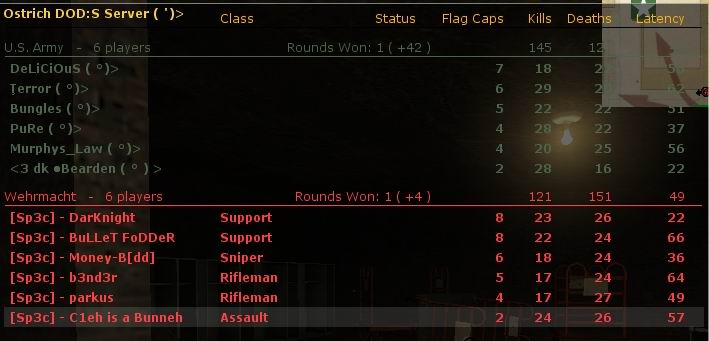 Ostrich DOD:S Server ( ')> Class Status Flag Caps Kills Deaths Latency
U.S. Army - 6 players Rounds Won: 1 ( +42 ) 145
DeLiCiOuS ( °)> 7 18
Ţerror ( °)> 6 29
Bungles ( °)> 5 22 22 51
PuRe ( °)> 4 28 22 37
Murphys_Law ( °)> 4 20 25 56
<3 dk •Bearden ( ° ) > 2 28 16 22
Wehrmacht - 6 players Rounds Won: 1 ( +4 ) 121 151 49
[Sp3c] - DarKnight Support 8 23 26 22
[Sp3c] - BuLLeT FoDDeR Support 8 22 24 66
[Sp3c] - Money-B[dd] Sniper 6 18 24 36
[Sp3c] - b3nd3r Rifleman 5 17 24 64
[Sp3c] - parkus Rifleman 4 17 27 49
[Sp3c] - C1eh is a Bunneh Assault 2 24 26 57